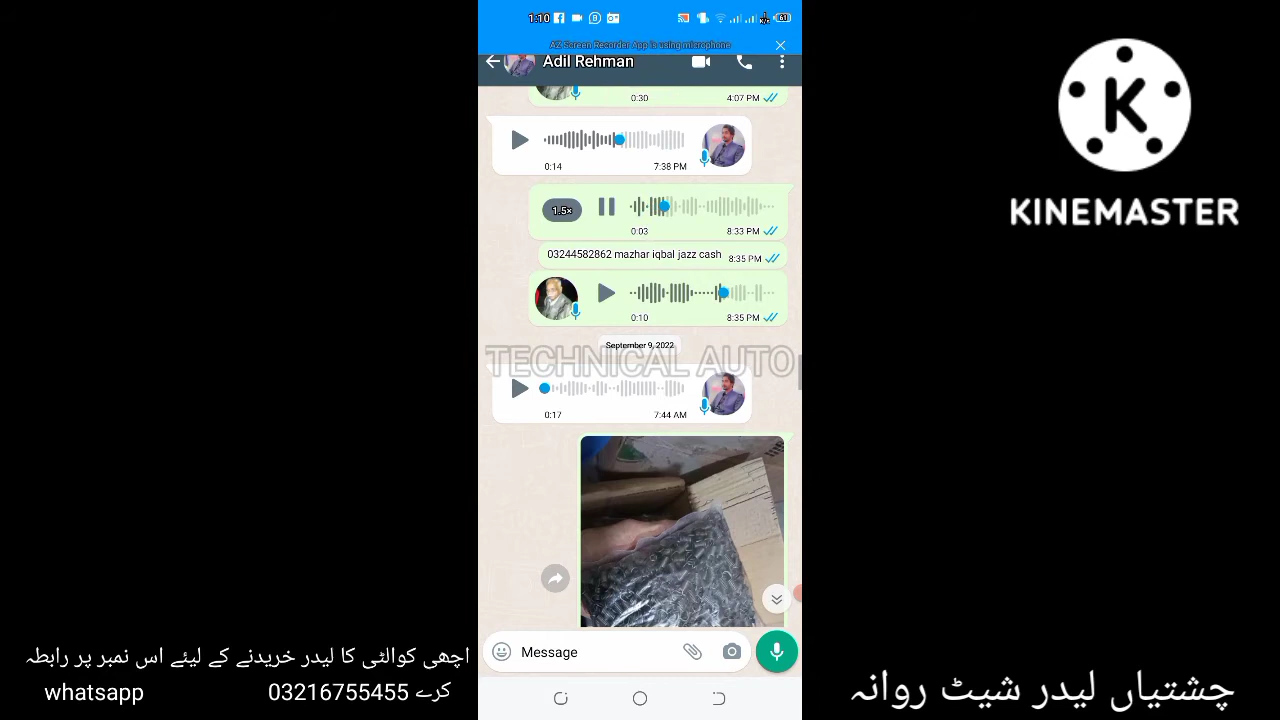 1:10
61
AZ Screen Recorder App is using microphone
Adil Rehman
0:30 4:07 PM
0:14 7:38 PM
1.5×
0:03 8:33 PM
03244582862 mazhar iqbal jazz cash 8:35 PM
0:10 8:35 PM
September 9, 2022
TECHNICAL AUTO
0:17 7:44 AM
Message
K
KINEMASTER
اچھی کوالٹی کا لیدر خریدنے کے لیئے اس نمبر پر رابطہ
کرے 03216755455 whatsapp
چشتیاں لیدر شیٹ روانہ